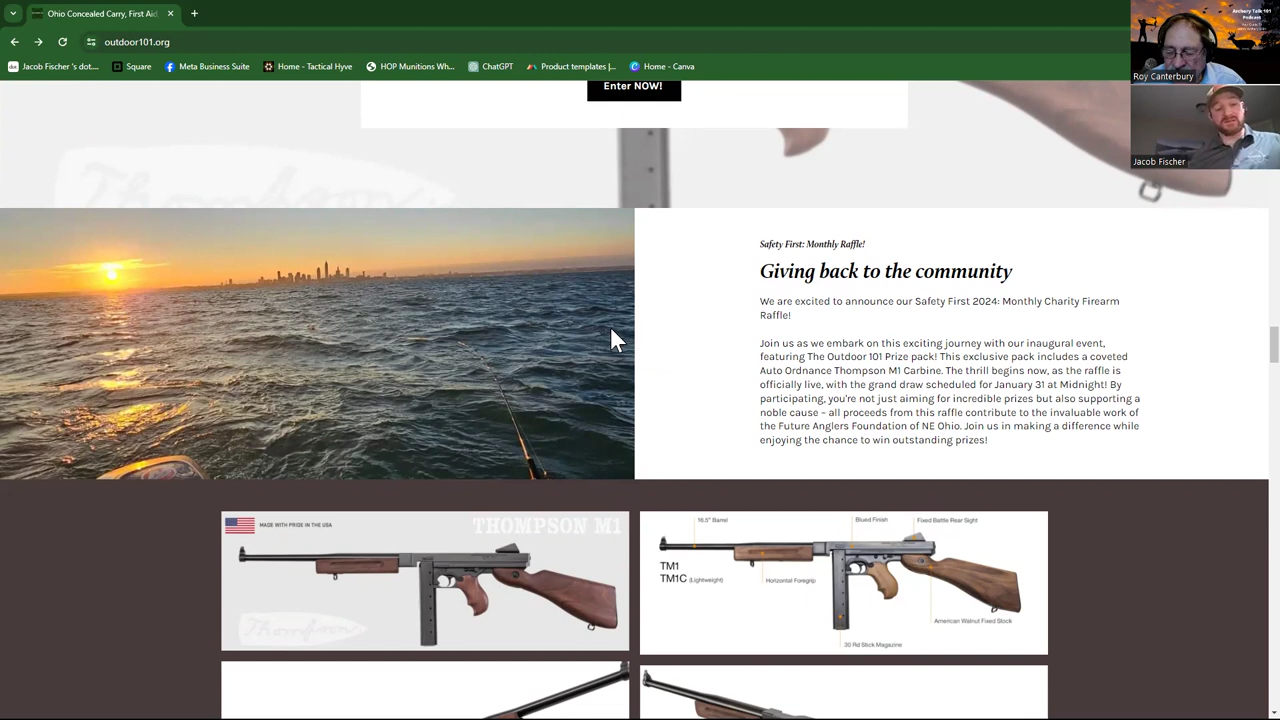 Ohio Concealed Carry, First Aid,
outdoor101.org
Jacob Fischer 's dot...
Square
Meta Business Suite
Home - Tactical Hyve
HOP Munitions Wh...
ChatGPT
Product templates |...
Home - Canva
Archery Talk 101
Podcast
Roy Canterbury
Jacob Fischer
Enter NOW!
Safety First: Monthly Raffle!
Giving back to the community
We are excited to announce our Safety First 2024: Monthly Charity Firearm
Raffle!
Join us as we embark on this exciting journey with our inaugural event,
featuring The Outdoor 101 Prize pack! This exclusive pack includes a coveted
Auto Ordnance Thompson M1 Carbine. The thrill begins now, as the raffle is
officially live, with the grand draw scheduled for January 31 at Midnight! By
participating, you're not just aiming for incredible prizes but also supporting a
noble cause – all proceeds from this raffle contribute to the invaluable work of
the Future Anglers Foundation of NE Ohio. Join us in making a difference while
enjoying the chance to win outstanding prizes!
MADE WITH PRIDE IN THE USA
THOMPSON M1
16.5" Barrel
Blued Finish
Fixed Battle Rear Sight
TM1
TM1C (Lightweight)
Horizontal Foregrip
American Walnut Fixed Stock
30 Rd Stick Magazine